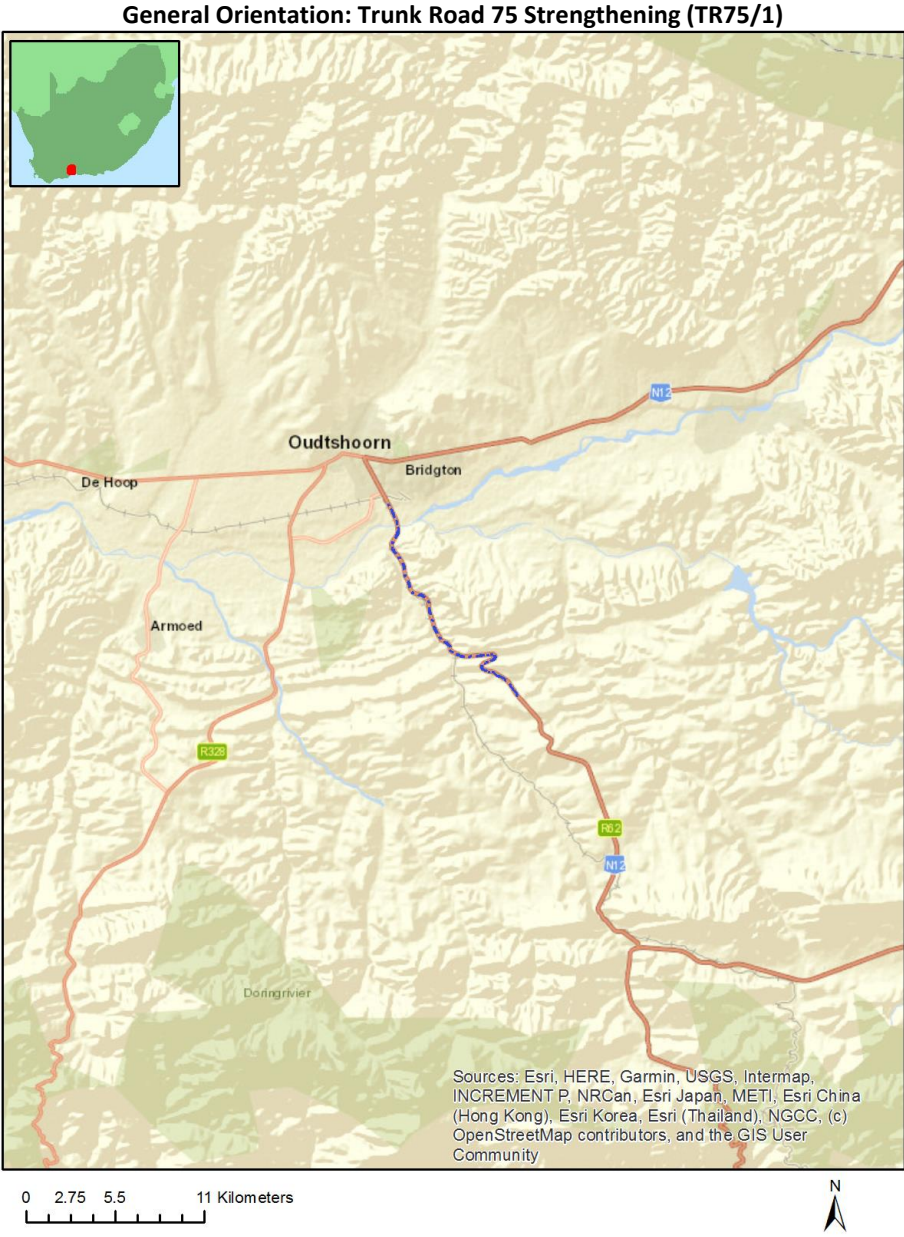 General Orientation: Trunk Road 75 Strengthening (TR75/1)
N12
Oudtshoorn
Bridgton
De Hoop
Armoed
R328
R62
N12
Doringrivier
Sources: Esri, HERE, Garmin, USGS, Intermap,
INCREMENT P, NRCan, Esri Japan, METI, Esri China
(Hong Kong), Esri Korea, Esri (Thailand), NGCC, (c)
OpenStreetMap contributors, and the GIS User
Community
0 2.75 5.5 11 Kilometers
N